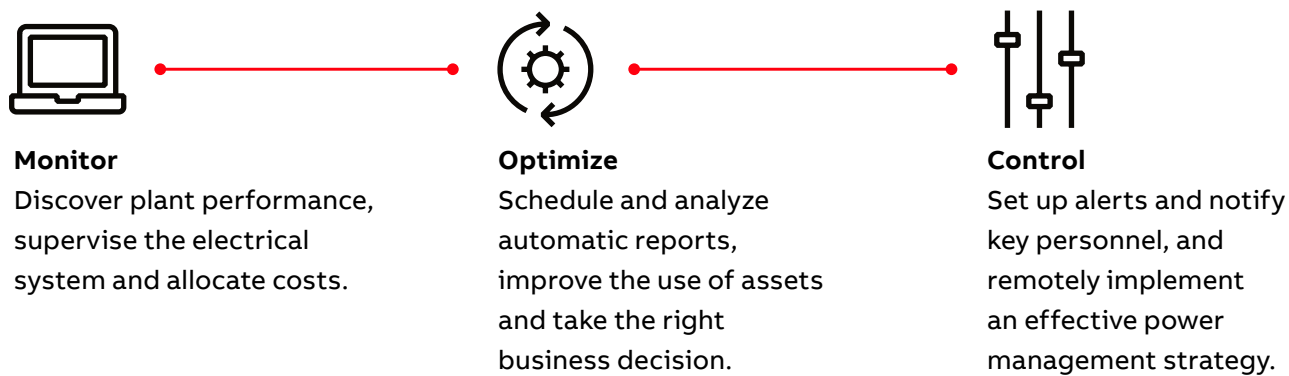 Monitor
Discover plant performance,
supervise the electrical
system and allocate costs.
Optimize
Schedule and analyze
automatic reports,
improve the use of assets
and take the right
business decision.
Control
Set up alerts and notify
key personnel, and
remotely implement
an effective power
management strategy.